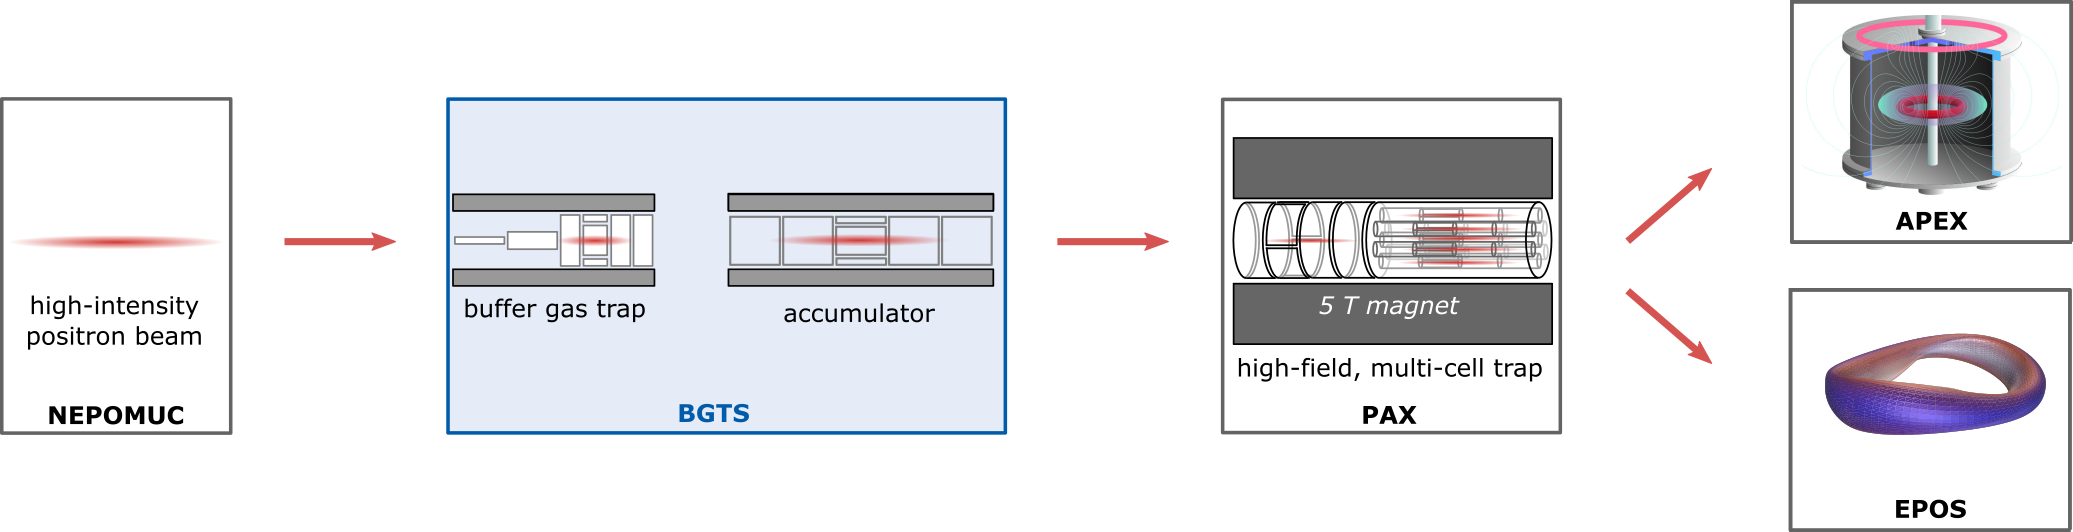 high-intensity
positron beam
NEPOMUC
buffer gas trap
accumulator
BGTS
5 T magnet
high-field, multi-cell trap
PAX
APEX
EPOS